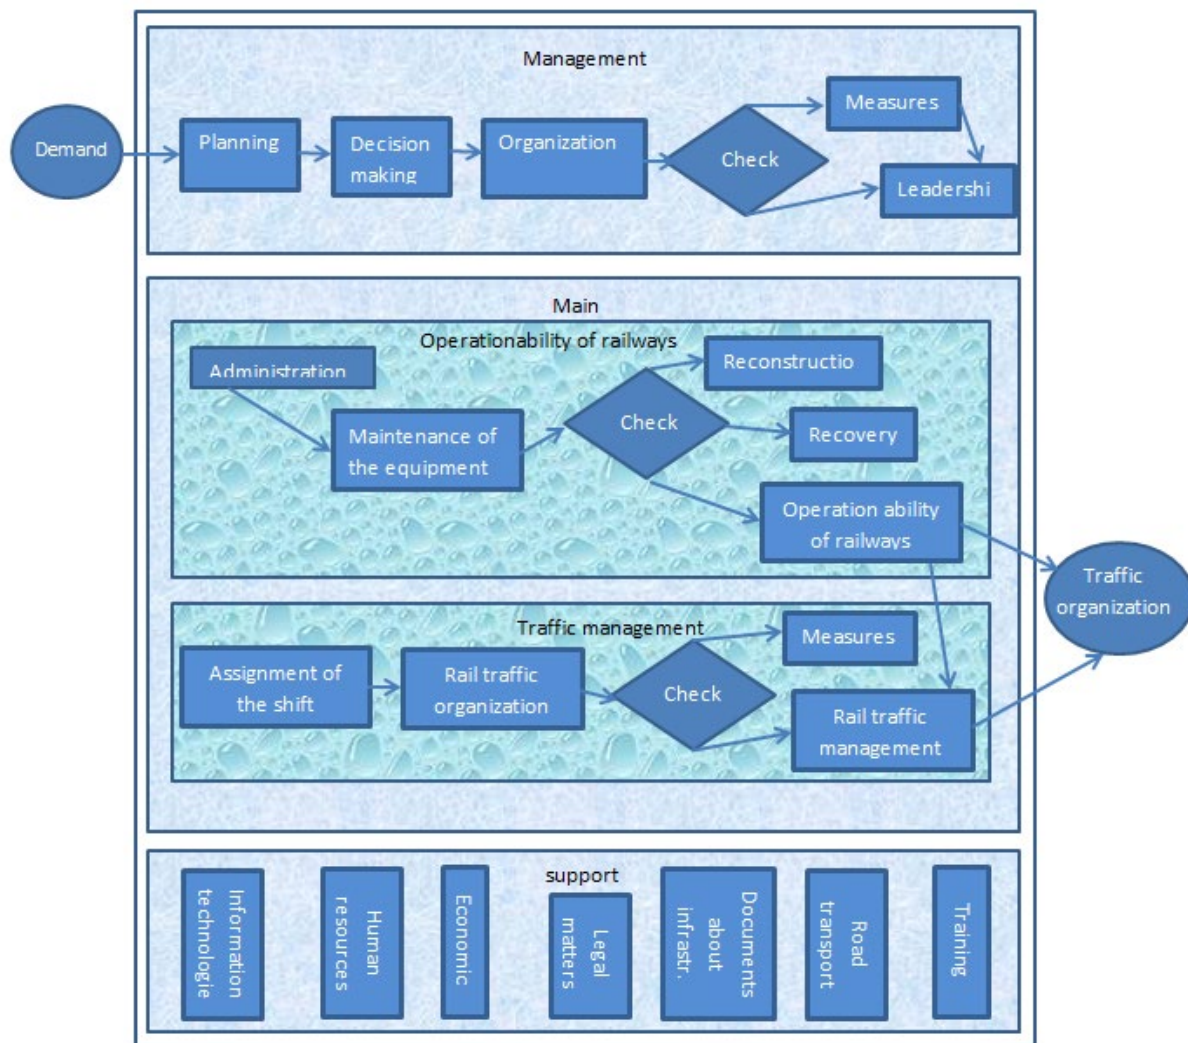 Management
Demand
Planning
Decision
making
Organization
Check
Measures
Leadershi
Main
Operationability of railways
Administration
Maintenance of
the equipment
Check
Reconstructio
Recovery
Operation ability
of railways
Traffic
organization
Traffic management
Assignment of
the shift
Rail traffic
organization
Check
Measures
Rail traffic
management
support
Information
technologie
Human
resources
Economic
Legal
matters
Documents
about
infrastr.
Road
transport
Training